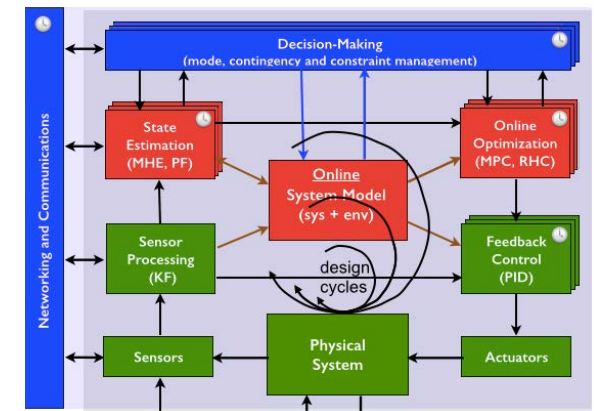 Decision-Making
(mode, contingency and constraint management)
Networking and Communications
State
Estimation
(MHE, PF)
Online
Optimization
(MPC, RHC)
Online
System Model
(sys + env)
Sensor
Processing
(KF)
design
cycles
Feedback
Control
(PID)
Sensors
Physical
System
Actuators